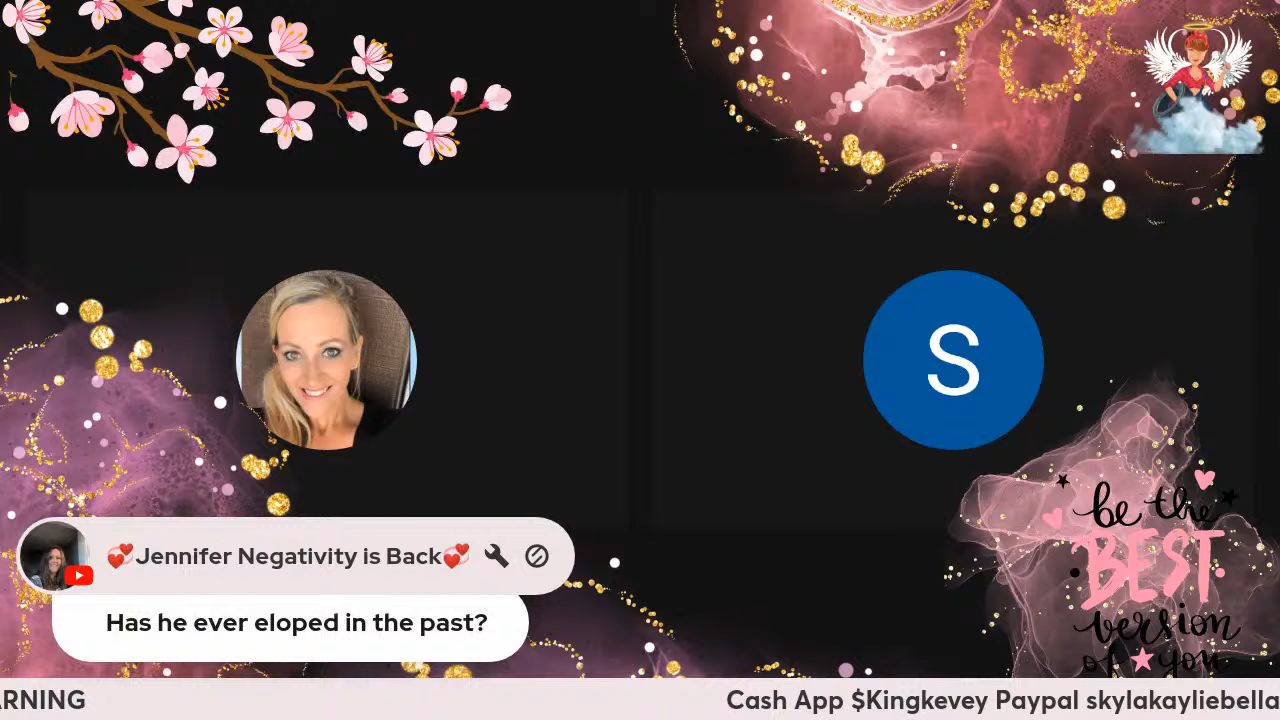 S
be the
BEST
version
of you
💞Jennifer Negativity is Back💞
Has he ever eloped in the past?
ARNING
Cash App $Kingkevey Paypal skylakayliebella